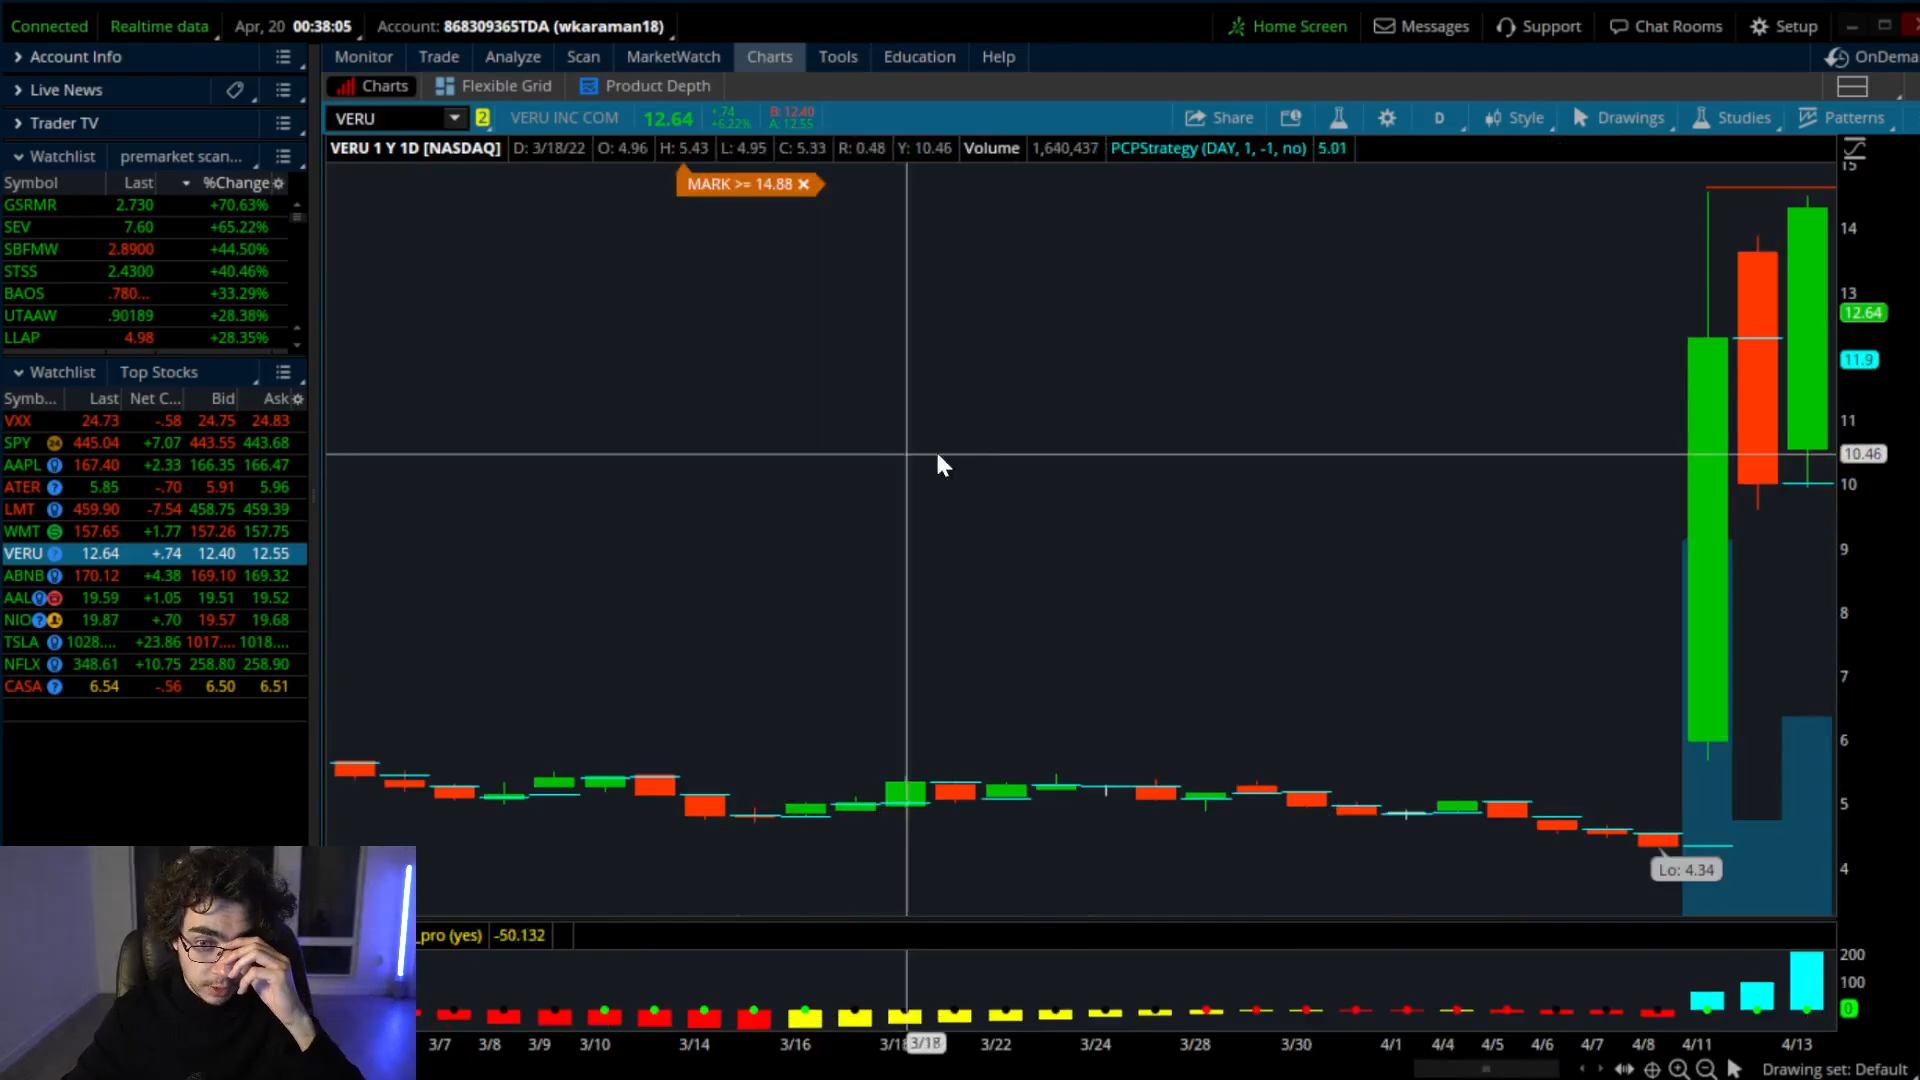 Connected Realtime data Apr, 20 00:38:05 Account: 868309365TDA (wkaraman18) Home Screen Messages Support Chat Rooms Setup
Account Info
Live News
Trader TV
Watchlist premarket scan...
Symbol Last %Change
GSRMR 2.730 +70.63%
SEV 7.60 +65.22%
SBFMW 2.8900 +44.50%
STSS 2.4300 +40.46%
BAOS .780... +33.29%
UTAAW .90189 +28.38%
LLAP 4.98 +28.35%
Watchlist Top Stocks
Symb... Last Net C... Bid Ask
VXX 24.73 -.58 24.75 24.83
SPY 445.04 +7.07 443.55 443.68
AAPL 167.40 +2.33 166.35 166.47
ATER 5.85 -.70 5.91 5.96
LMT 459.90 -7.54 458.75 459.39
WMT 157.65 +1.77 157.26 157.75
VERU 12.64 +.74 12.40 12.55
ABNB 170.12 +4.38 169.10 169.32
AAL 19.59 +1.05 19.51 19.52
NIO 19.87 +.70 19.57 19.68
TSLA 1028.... +23.86 1017.... 1018....
NFLX 348.61 +10.75 258.80 258.90
CASA 6.54 -.56 6.50 6.51
Monitor Trade Analyze Scan MarketWatch Charts Tools Education Help OnDema
Charts Flexible Grid Product Depth
VERU 2 VERU INC COM 12.64 +.74 +6.22% B: 12.40 A: 12.55 Share D Style Drawings Studies Patterns
VERU 1 Y 1D [NASDAQ] D: 3/18/22 O: 4.96 H: 5.43 L: 4.95 C: 5.33 R: 0.48 Y: 10.46 Volume 1,640,437 PCPStrategy (DAY, 1, -1, no) 5.01
MARK >= 14.88
15
14
13
12.64
11.9
11
10.46
10
9
8
7
6
5
4
Lo: 4.34
_pro (yes) -50.132
200
100
0
3/7 3/8 3/9 3/10 3/14 3/16 3/18 3/18 3/22 3/24 3/28 3/30 4/1 4/4 4/5 4/6 4/7 4/8 4/11 4/13
Drawing set: Default